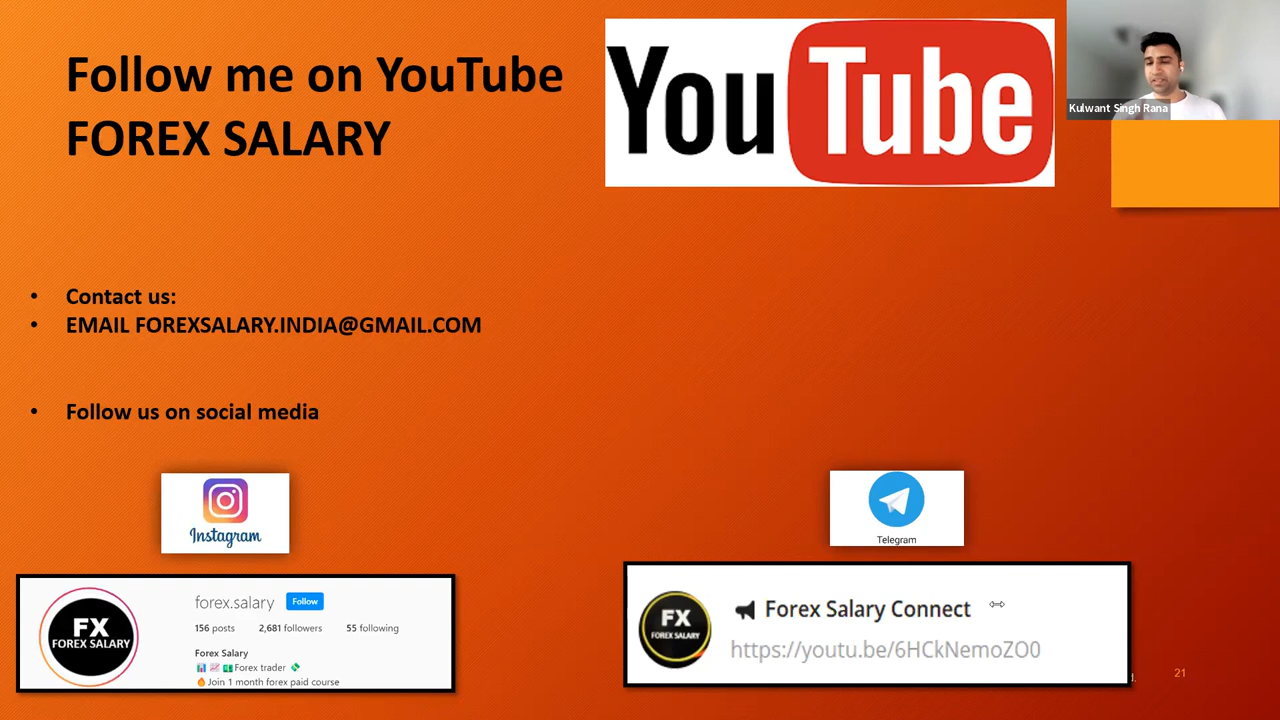 Follow me on YouTube
FOREX SALARY
YouTube
Kulwant Singh Rana
• Contact us:
• EMAIL FOREXSALARY.INDIA@GMAIL.COM
• Follow us on social media
Instagram
Telegram
FX
FOREX SALARY
forex.salary Follow
156 posts 2,681 followers 55 following
Forex Salary
Forex trader
Join 1 month forex paid course
FX
FOREX SALARY
Forex Salary Connect
https://youtu.be/6HCkNemoZO0
d.
21